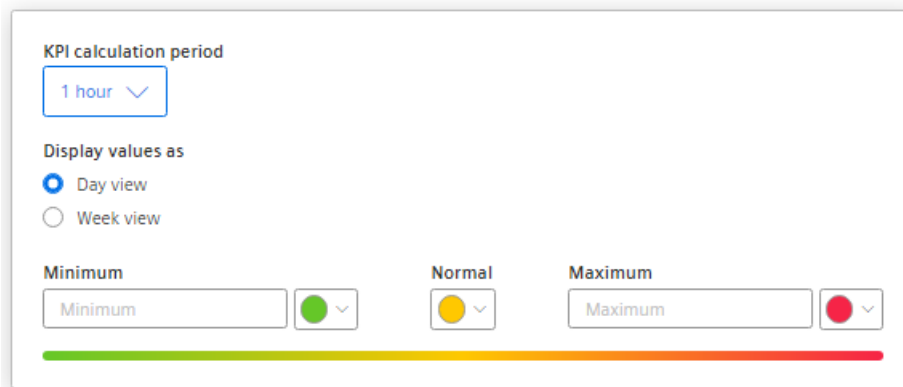 KPI calculation period
1 hour
Display values as
Day view
Week view
Minimum Normal Maximum
Minimum Maximum